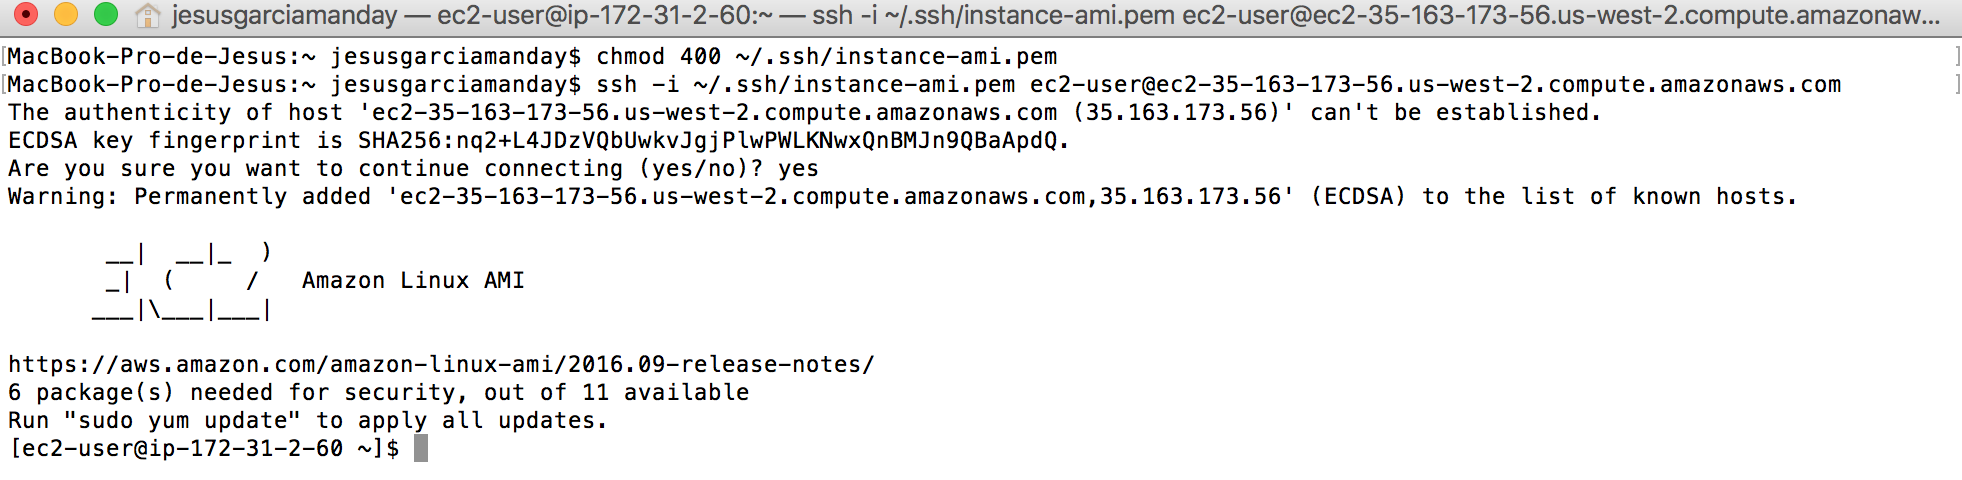 jesusgarciamanday — ec2-user@ip-172-31-2-60:~ — ssh -i ~/.ssh/instance-ami.pem ec2-user@ec2-35-163-173-56.us-west-2.compute.amazonaw...
[MacBook-Pro-de-Jesus:~ jesusgarciamanday$ chmod 400 ~/.ssh/instance-ami.pem ]
[MacBook-Pro-de-Jesus:~ jesusgarciamanday$ ssh -i ~/.ssh/instance-ami.pem ec2-user@ec2-35-163-173-56.us-west-2.compute.amazonaws.com ]
The authenticity of host 'ec2-35-163-173-56.us-west-2.compute.amazonaws.com (35.163.173.56)' can't be established.
ECDSA key fingerprint is SHA256:nq2+L4JDzVQbUwkvJgjPlwPWLKNwxQnBMJn9QBaApdQ.
Are you sure you want to continue connecting (yes/no)? yes
Warning: Permanently added 'ec2-35-163-173-56.us-west-2.compute.amazonaws.com,35.163.173.56' (ECDSA) to the list of known hosts.
       __|  __|_  )
       _|  (     /   Amazon Linux AMI
      ___|\___|___|
https://aws.amazon.com/amazon-linux-ami/2016.09-release-notes/
6 package(s) needed for security, out of 11 available
Run "sudo yum update" to apply all updates.
[ec2-user@ip-172-31-2-60 ~]$